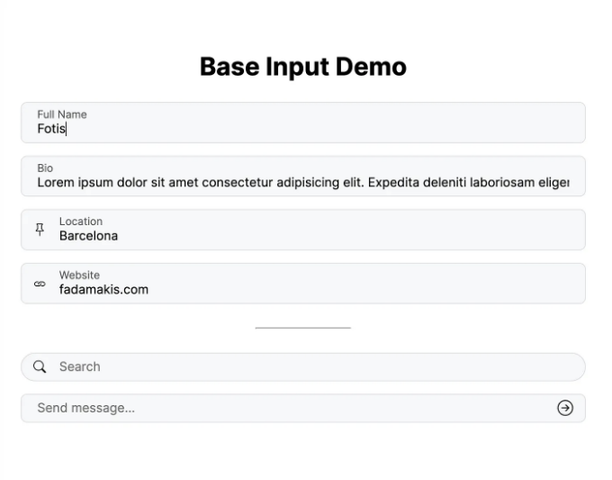 Base Input Demo
Full Name
Fotis
Bio
Lorem ipsum dolor sit amet consectetur adipisicing elit. Expedita deleniti laboriosam eliger
Location
Barcelona
Website
fadamakis.com
Search
Send message...